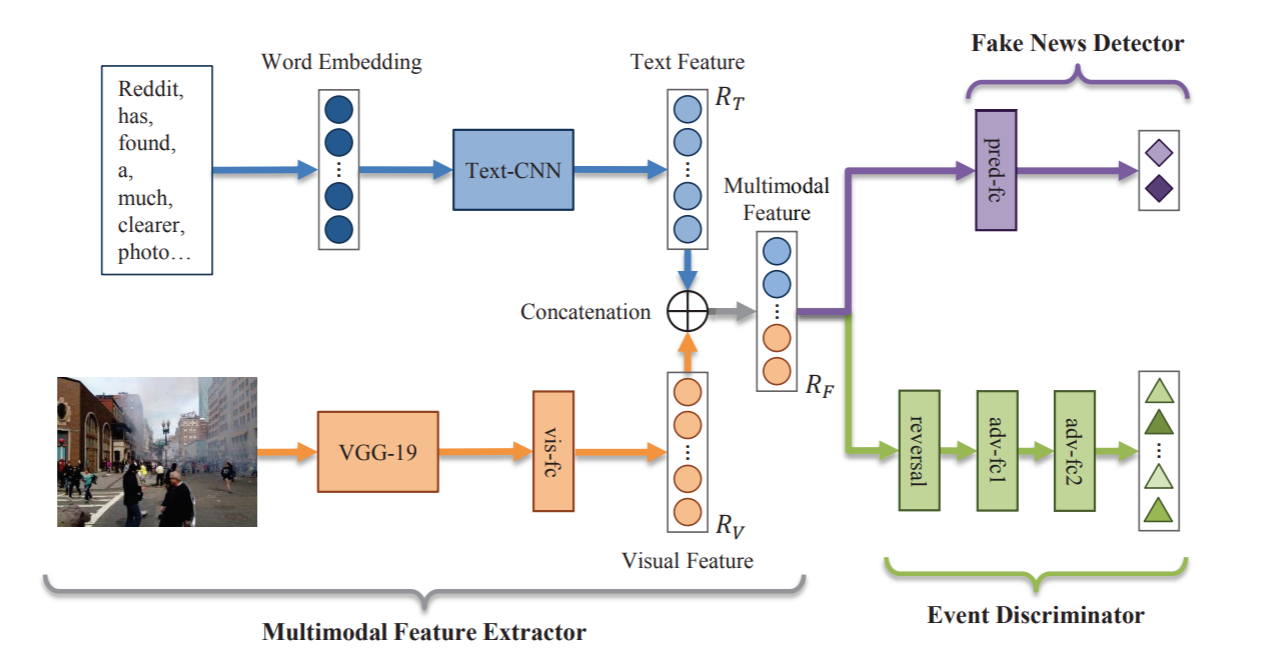 Fake News Detector
Word Embedding
Text Feature
Reddit,
has,
found,
a,
much,
clearer,
photo…
Text-CNN
R_T
pred-fc
Multimodal
Feature
Concatenation
R_F
VGG-19
vis-fc
R_V
Visual Feature
reversal
adv-fc1
adv-fc2
Multimodal Feature Extractor
Event Discriminator